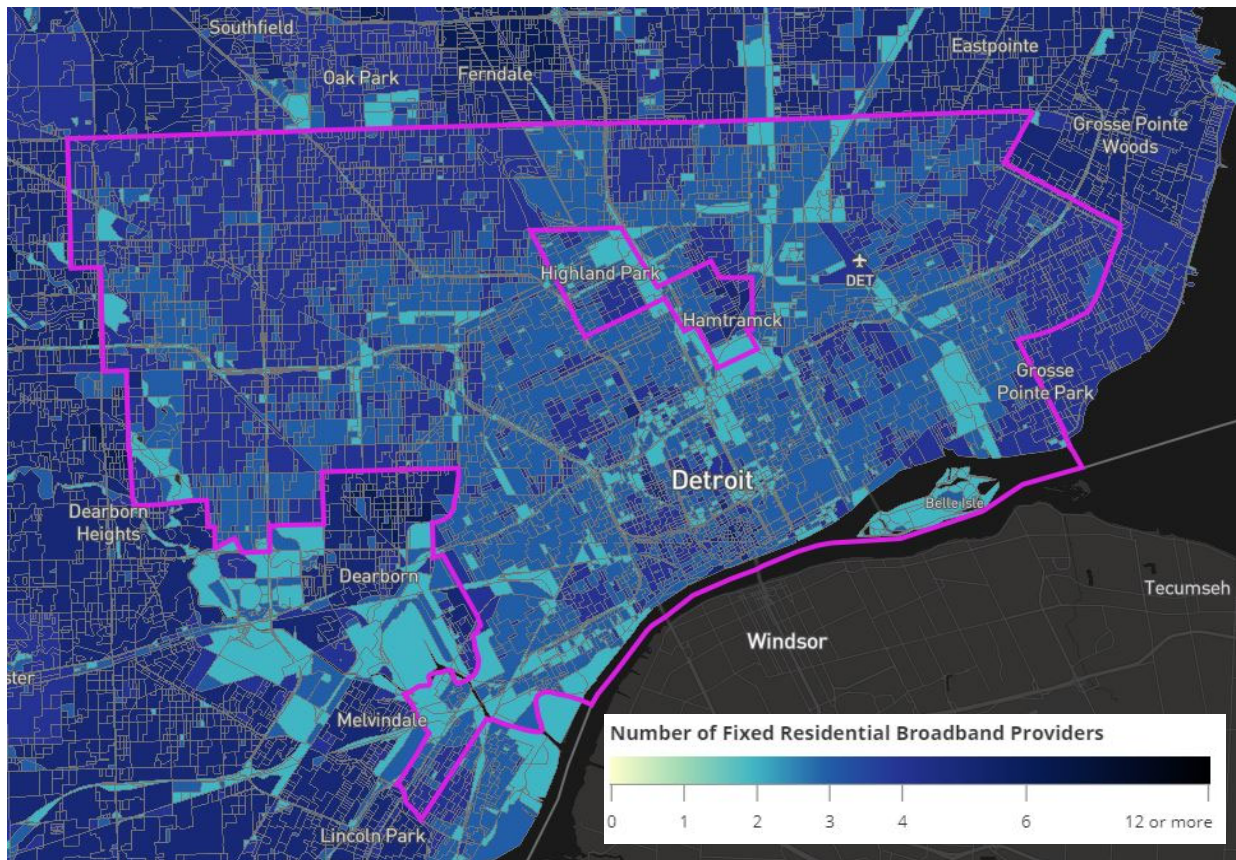 Southfield
Eastpointe
Oak Park
Ferndale
Grosse Pointe
Woods
Highland Park
DET
Hamtramck
Grosse
Pointe Park
Detroit
Belle Isle
Dearborn
Heights
Dearborn
Tecumseh
Windsor
ster
Melvindale
Lincoln Park
Number of Fixed Residential Broadband Providers
0 1 2 3 4 6 12 or more